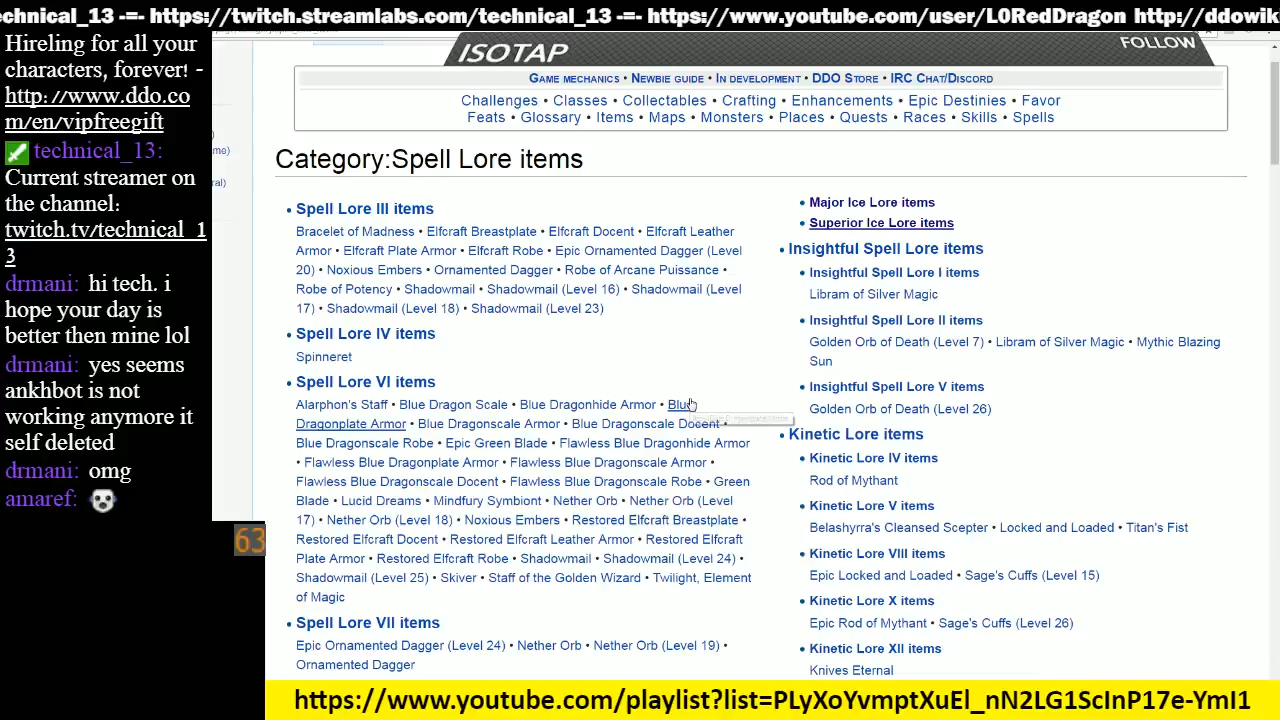 technical_13 -=- https://twitch.streamlabs.com/technical_13 -=- https://www.youtube.com/user/L0RedDragon http://ddowik
Hireling for all your
characters, forever! -
http://www.ddo.co
m/en/vipfreegift
technical_13:
Current streamer on
the channel:
twitch.tv/technical_1
3
drmani: hi tech. i
hope your day is
better then mine lol
drmani: yes seems
ankhbot is not
working anymore it
self deleted
drmani: omg
amaref:
63
me)
ral)
ISOTAP
FOLLOW
Game mechanics • Newbie guide • In development • DDO Store • IRC Chat/Discord
Challenges • Classes • Collectables • Crafting • Enhancements • Epic Destinies • Favor
Feats • Glossary • Items • Maps • Monsters • Places • Quests • Races • Skills • Spells
Category:Spell Lore items
• Spell Lore III items
Bracelet of Madness • Elfcraft Breastplate • Elfcraft Docent • Elfcraft Leather
Armor • Elfcraft Plate Armor • Elfcraft Robe • Epic Ornamented Dagger (Level
20) • Noxious Embers • Ornamented Dagger • Robe of Arcane Puissance •
Robe of Potency • Shadowmail • Shadowmail (Level 16) • Shadowmail (Level
17) • Shadowmail (Level 18) • Shadowmail (Level 23)
• Spell Lore IV items
Spinneret
• Spell Lore VI items
Alarphon's Staff • Blue Dragon Scale • Blue Dragonhide Armor • Blue
Dragonplate Armor • Blue Dragonscale Armor • Blue Dragonscale Docent •
Blue Dragonscale Robe • Epic Green Blade • Flawless Blue Dragonhide Armor
• Flawless Blue Dragonplate Armor • Flawless Blue Dragonscale Armor •
Flawless Blue Dragonscale Docent • Flawless Blue Dragonscale Robe • Green
Blade • Lucid Dreams • Mindfury Symbiont • Nether Orb • Nether Orb (Level
17) • Nether Orb (Level 18) • Noxious Embers • Restored Elfcraft Breastplate •
Restored Elfcraft Docent • Restored Elfcraft Leather Armor • Restored Elfcraft
Plate Armor • Restored Elfcraft Robe • Shadowmail • Shadowmail (Level 24) •
Shadowmail (Level 25) • Skiver • Staff of the Golden Wizard • Twilight, Element
of Magic
• Spell Lore VII items
Epic Ornamented Dagger (Level 24) • Nether Orb • Nether Orb (Level 19) •
Ornamented Dagger
• Major Ice Lore items
• Superior Ice Lore items
• Insightful Spell Lore items
• Insightful Spell Lore I items
Libram of Silver Magic
• Insightful Spell Lore II items
Golden Orb of Death (Level 7) • Libram of Silver Magic • Mythic Blazing
Sun
• Insightful Spell Lore V items
Golden Orb of Death (Level 26)
• Kinetic Lore items
• Kinetic Lore IV items
Rod of Mythant
• Kinetic Lore V items
Belashyrra's Cleansed Scepter • Locked and Loaded • Titan's Fist
• Kinetic Lore VIII items
Epic Locked and Loaded • Sage's Cuffs (Level 15)
• Kinetic Lore X items
Epic Rod of Mythant • Sage's Cuffs (Level 26)
• Kinetic Lore XII items
Knives Eternal
https://www.youtube.com/playlist?list=PLyXoYvmptXuEl_nN2LG1ScInP17e-YmI1